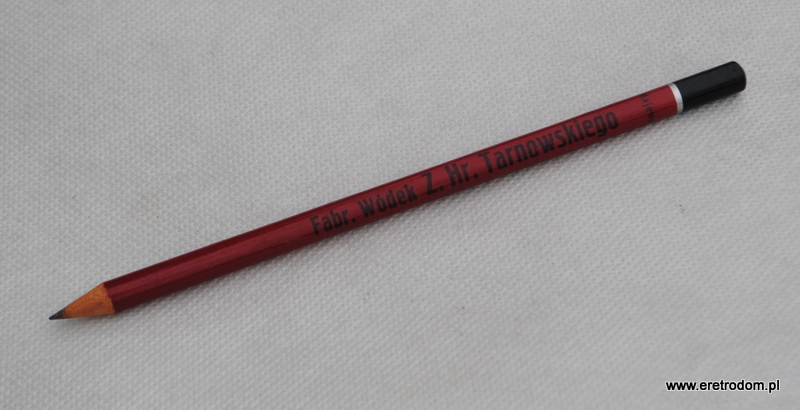 Fabr. Wódek Z. Hr. Tarnowskiego
www.eretrodom.pl